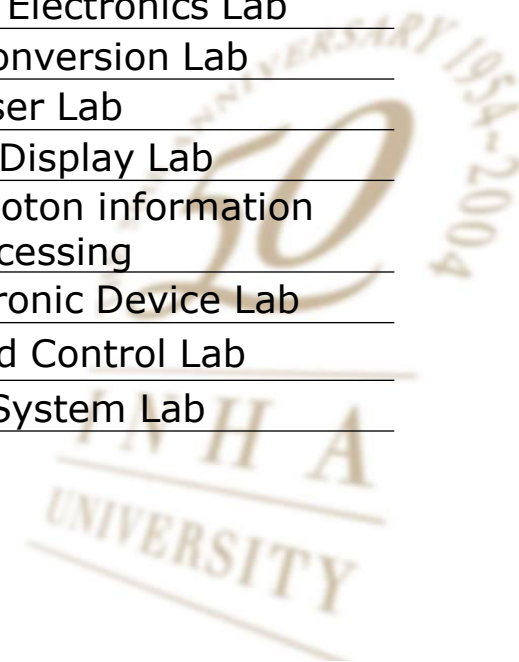 Electronics Lab
onversion Lab
ser Lab
Display Lab
oton information
cessing
ronic Device Lab
d Control Lab
System Lab
ANNIVERSARY 1954~2004
50
INHA
UNIVERSITY